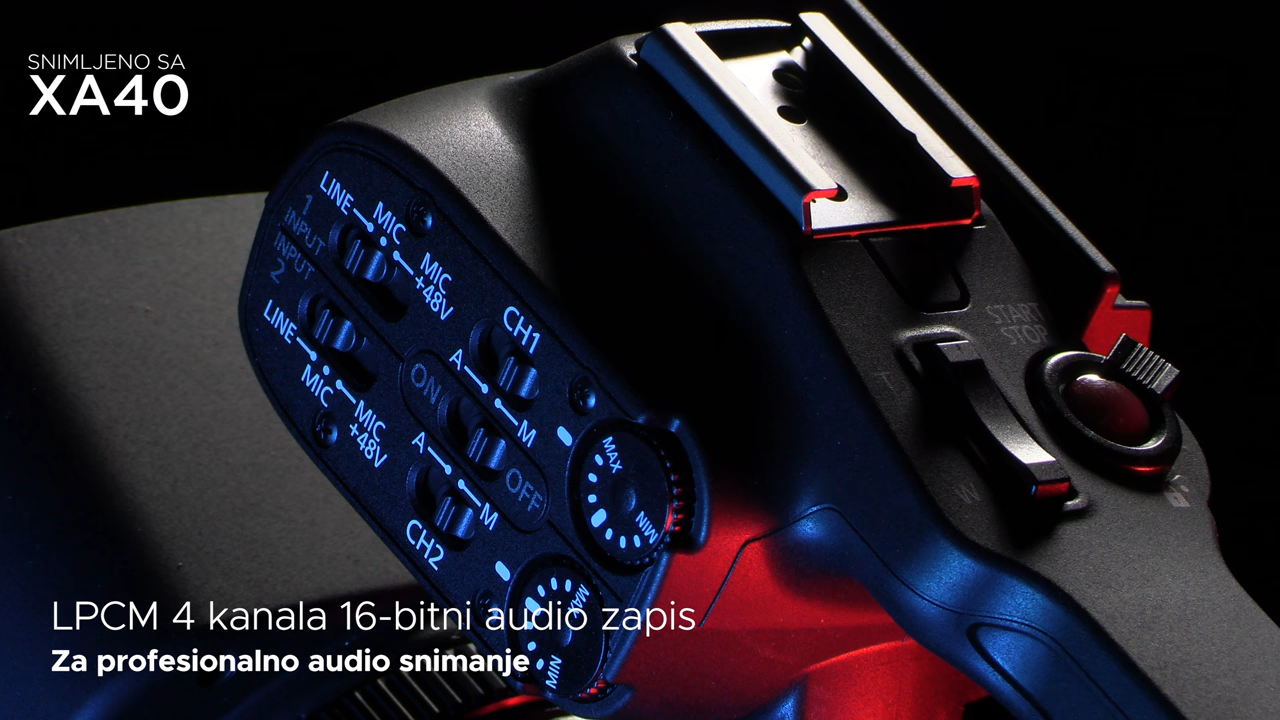 SNIMLJENO SA
XA40
LINE
MIC
MIC
+48V
1
INPUT
INPUT
2
LINE
MIC
MIC
+48V
CH1
A
M
ON
OFF
A
M
CH2
MAX
MIN
MAX
MIN
START
STOP
T
W
LPCM 4 kanala 16-bitni audio zapis
Za profesionalno audio snimanje